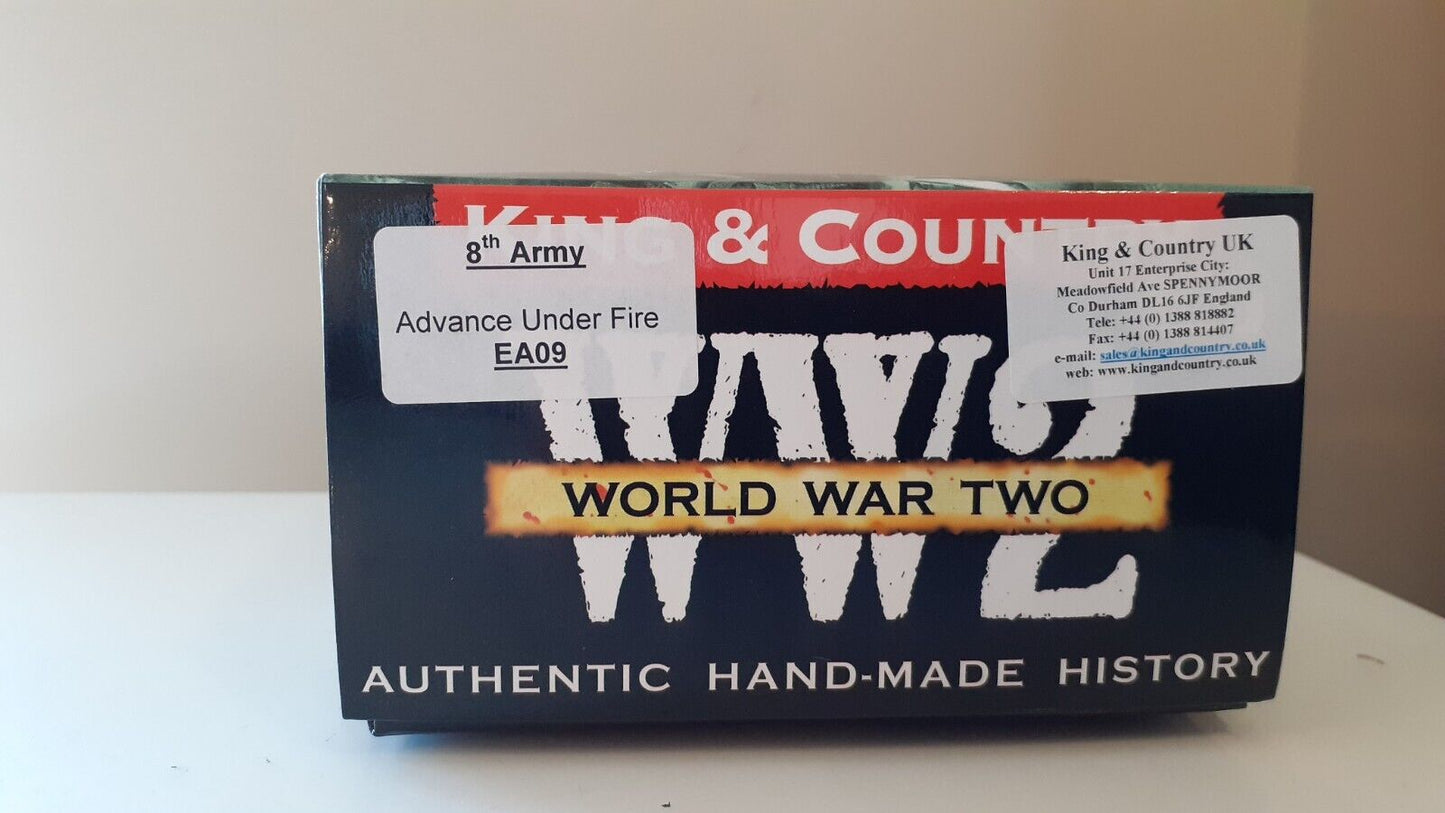 KING & COUNTRY
8th Army
Advance Under Fire
EA09
King & Country UK
Unit 17 Enterprise City:
Meadowfield Ave SPENNYMOOR
Co Durham DL16 6JF England
Tele: +44 (0) 1388 818882
Fax: +44 (0) 1388 814407
e-mail: sales@kingandcountry.co.uk
web: www.kingandcountry.co.uk
WW2
WORLD WAR TWO
AUTHENTIC HAND-MADE HISTORY